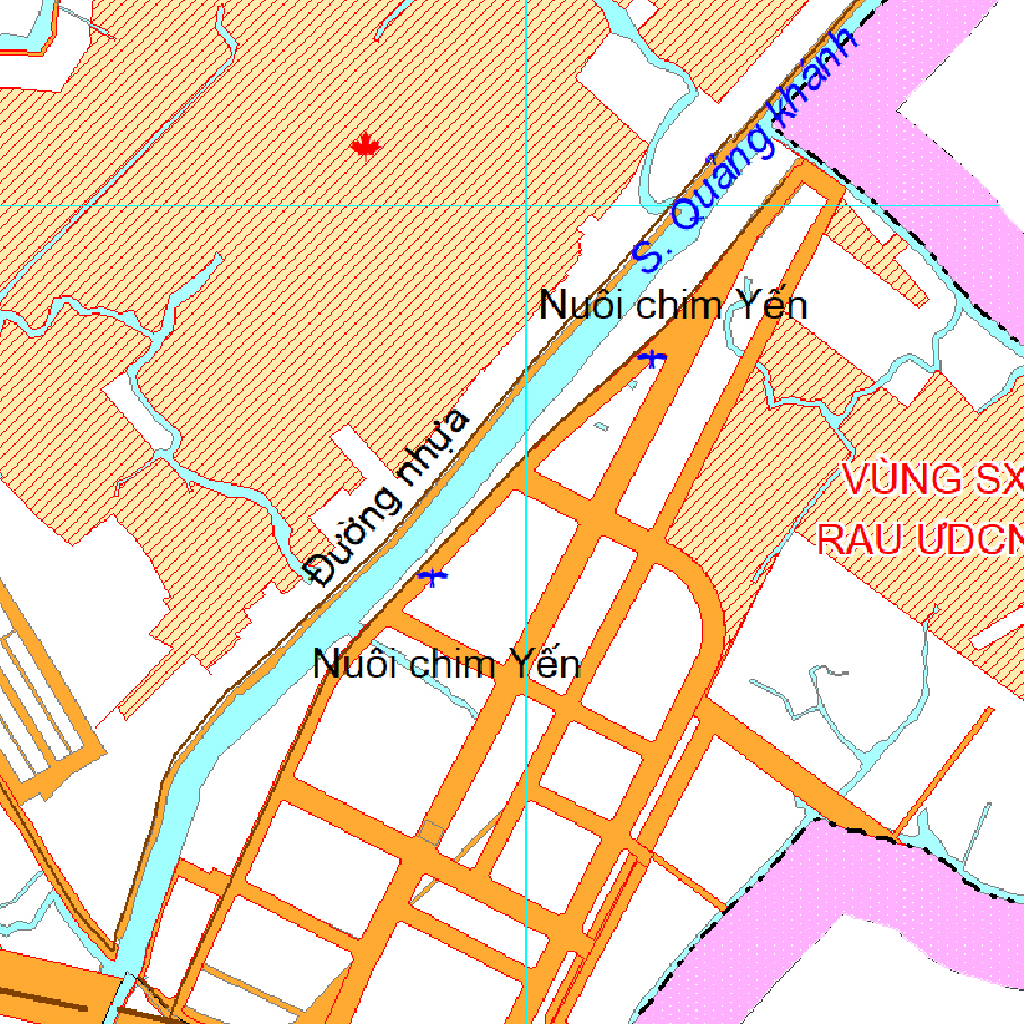 S. Quảng khánh
Nuôi chim Yến
Đường nhựa
VÙNG SX
RAU ƯDCN
Nuôi chim Yến